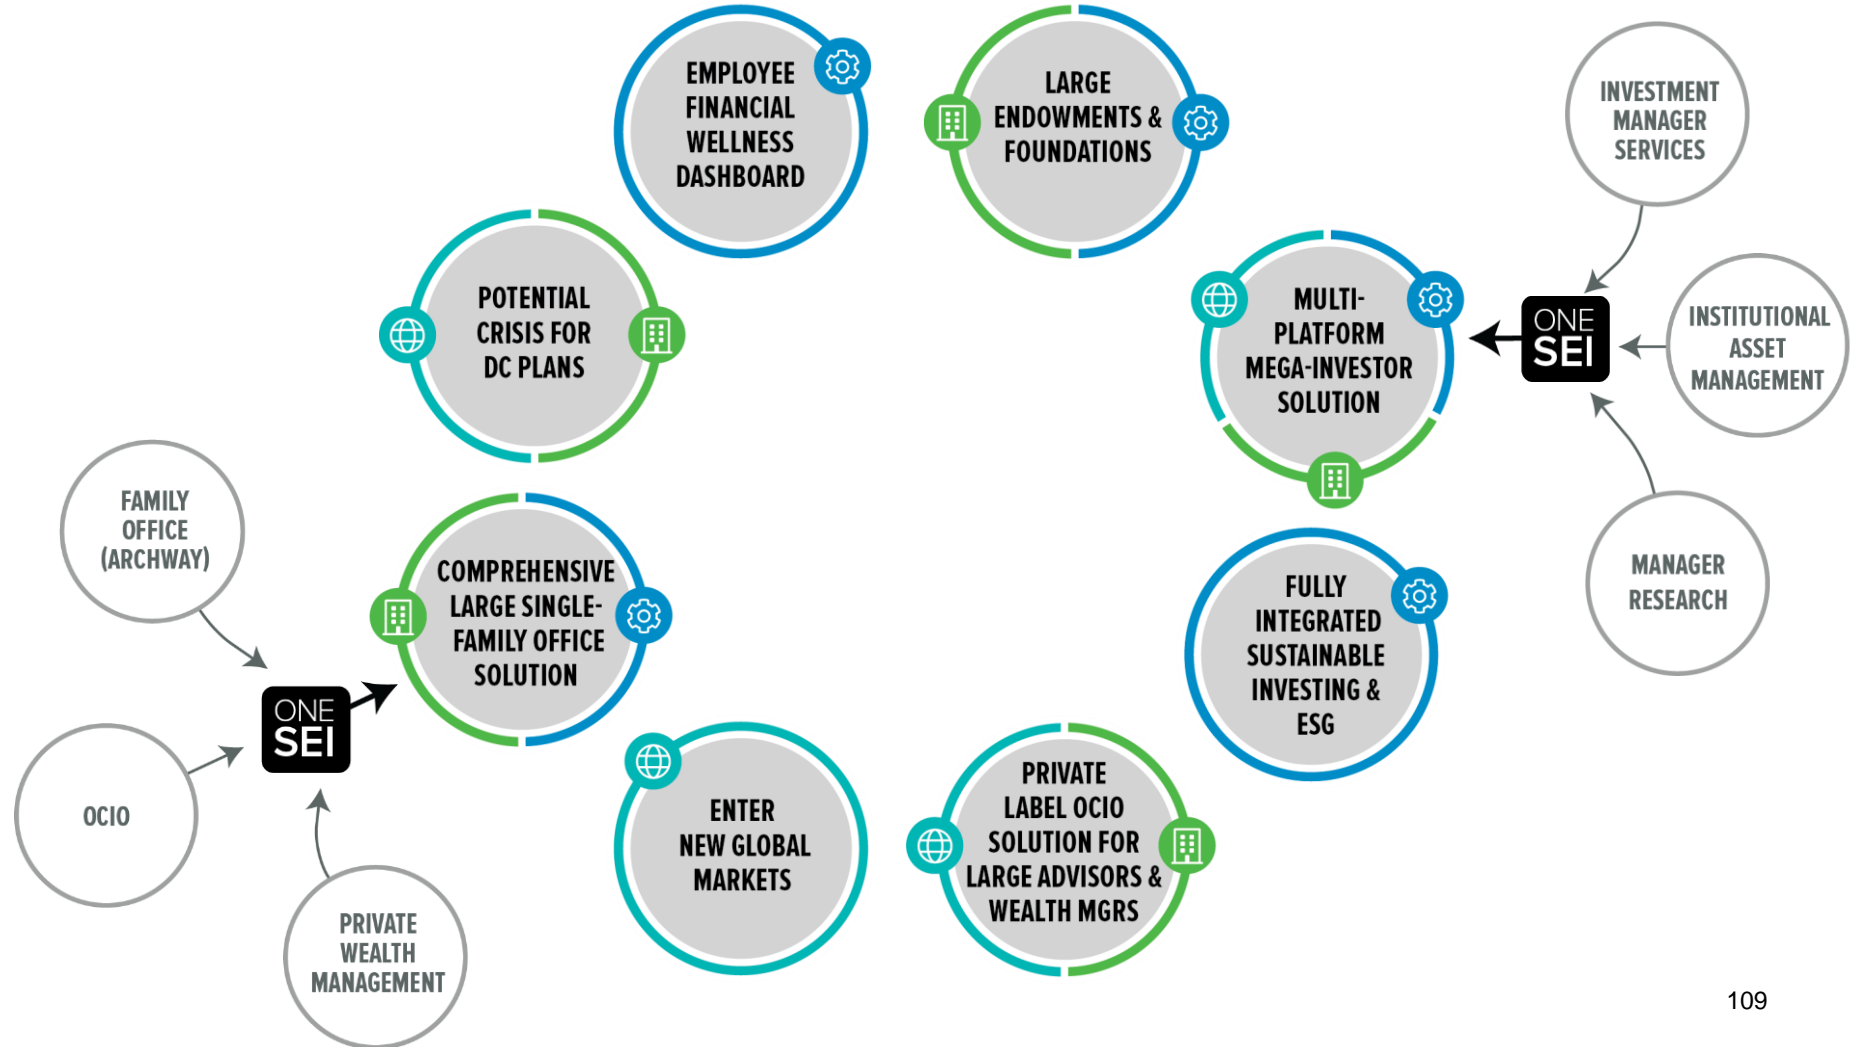 EMPLOYEE
FINANCIAL
WELLNESS
DASHBOARD
LARGE
ENDOWMENTS &
FOUNDATIONS
INVESTMENT
MANAGER
SERVICES
POTENTIAL
CRISIS FOR
DC PLANS
MULTI-
PLATFORM
MEGA-INVESTOR
SOLUTION
ONE
SEI
INSTITUTIONAL
ASSET
MANAGEMENT
FAMILY
OFFICE
(ARCHWAY)
COMPREHENSIVE
LARGE SINGLE-
FAMILY OFFICE
SOLUTION
FULLY
INTEGRATED
SUSTAINABLE
INVESTING &
ESG
MANAGER
RESEARCH
ONE
SEI
OCIO
ENTER
NEW GLOBAL
MARKETS
PRIVATE
LABEL OCIO
SOLUTION FOR
LARGE ADVISORS &
WEALTH MGRS
PRIVATE
WEALTH
MANAGEMENT
109